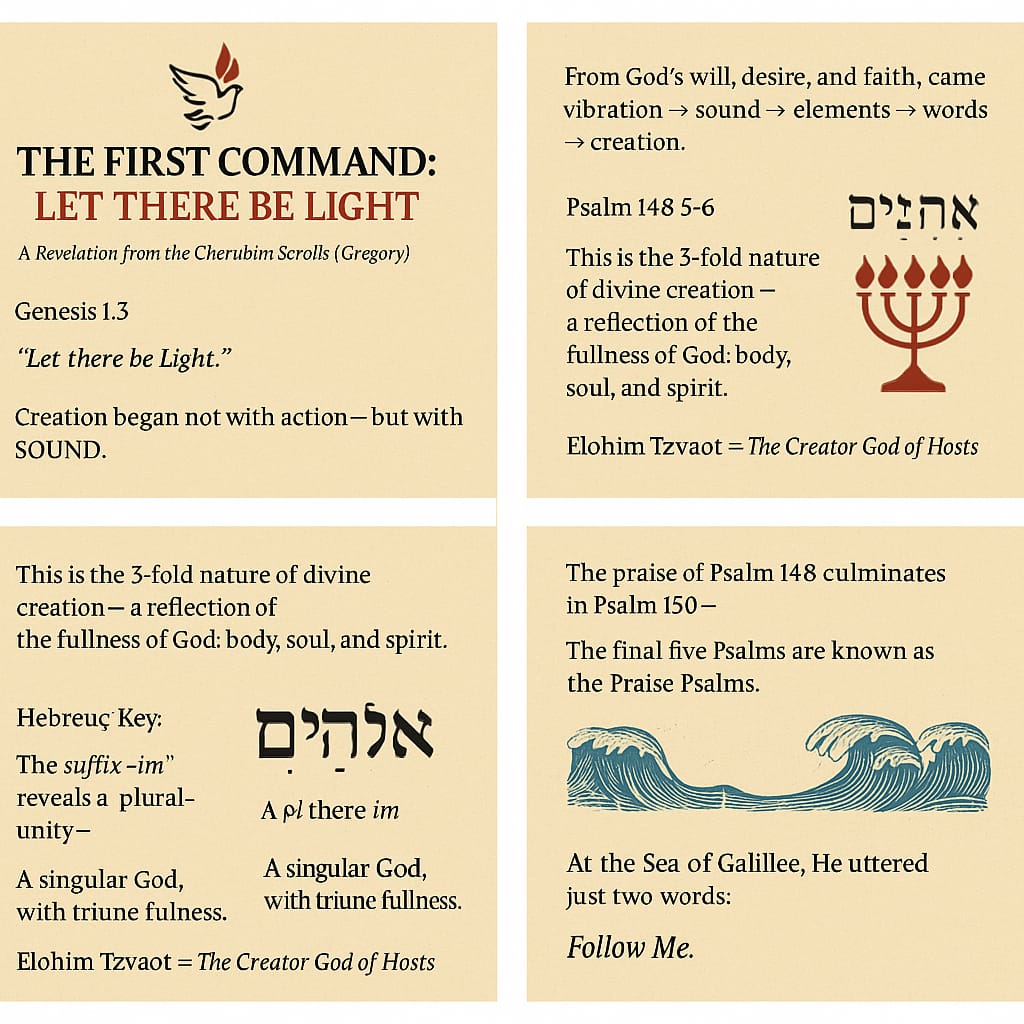 THE FIRST COMMAND:
LET THERE BE LIGHT
A Revelation from the Cherubim Scrolls (Gregory)
Genesis 1.3
“Let there be Light.”
Creation began not with action—but with
SOUND.
From God's will, desire, and faith, came
vibration → sound → elements → words
→ creation.
Psalm 148 5-6
This is the 3-fold nature
of divine creation —
a reflection of the
fullness of God: body,
soul, and spirit.
Elohim Tzvaot = The Creator God of Hosts
This is the 3-fold nature of divine
creation— a reflection of
the fullness of God: body, soul, and spirit.
Hebreuç Key:
The suffix -im”
reveals a plural-
unity—
A singular God,
with triune fulness.
אלהִַים
A pl there im
A singular God,
with triune fullness.
Elohim Tzvaot = The Creator God of Hosts
The praise of Psalm 148 culminates
in Psalm 150—
The final five Psalms are known as
the Praise Psalms.
At the Sea of Galillee, He uttered
just two words:
Follow Me.